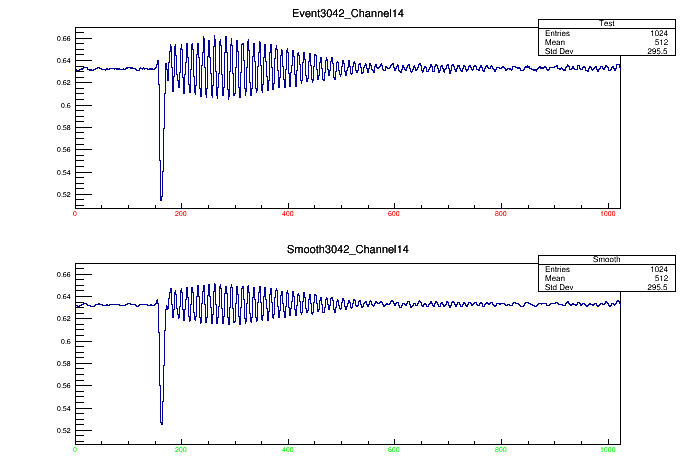 Event3042_Channel14
Test
Entries 1024
Mean 512
Std Dev 295.5
0.66
0.64
0.62
0.6
0.58
0.56
0.54
0.52
0 200 400 600 800 1000
Smooth3042_Channel14
Smooth
Entries 1024
Mean 512
Std Dev 295.5
0.66
0.64
0.62
0.6
0.58
0.56
0.54
0.52
0 200 400 600 800 1000